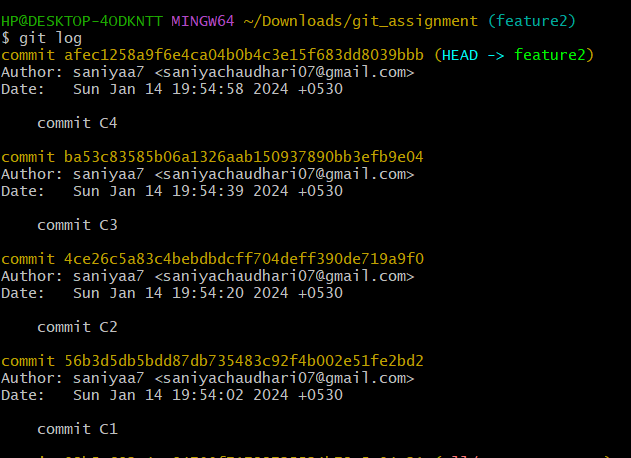 HP@DESKTOP-4ODKNTT MINGW64 ~/Downloads/git_assignment (feature2)
$ git log
commit afec1258a9f6e4ca04b0b4c3e15f683dd8039bbb (HEAD -> feature2)
Author: saniyaa7 <saniyachaudhari07@gmail.com>
Date:   Sun Jan 14 19:54:58 2024 +0530
commit C4
commit ba53c83585b06a1326aab150937890bb3efb9e04
Author: saniyaa7 <saniyachaudhari07@gmail.com>
Date:   Sun Jan 14 19:54:39 2024 +0530
commit C3
commit 4ce26c5a83c4bebdbdcff704deff390de719a9f0
Author: saniyaa7 <saniyachaudhari07@gmail.com>
Date:   Sun Jan 14 19:54:20 2024 +0530
commit C2
commit 56b3d5db5bdd87db735483c92f4b002e51fe2bd2
Author: saniyaa7 <saniyachaudhari07@gmail.com>
Date:   Sun Jan 14 19:54:02 2024 +0530
commit C1